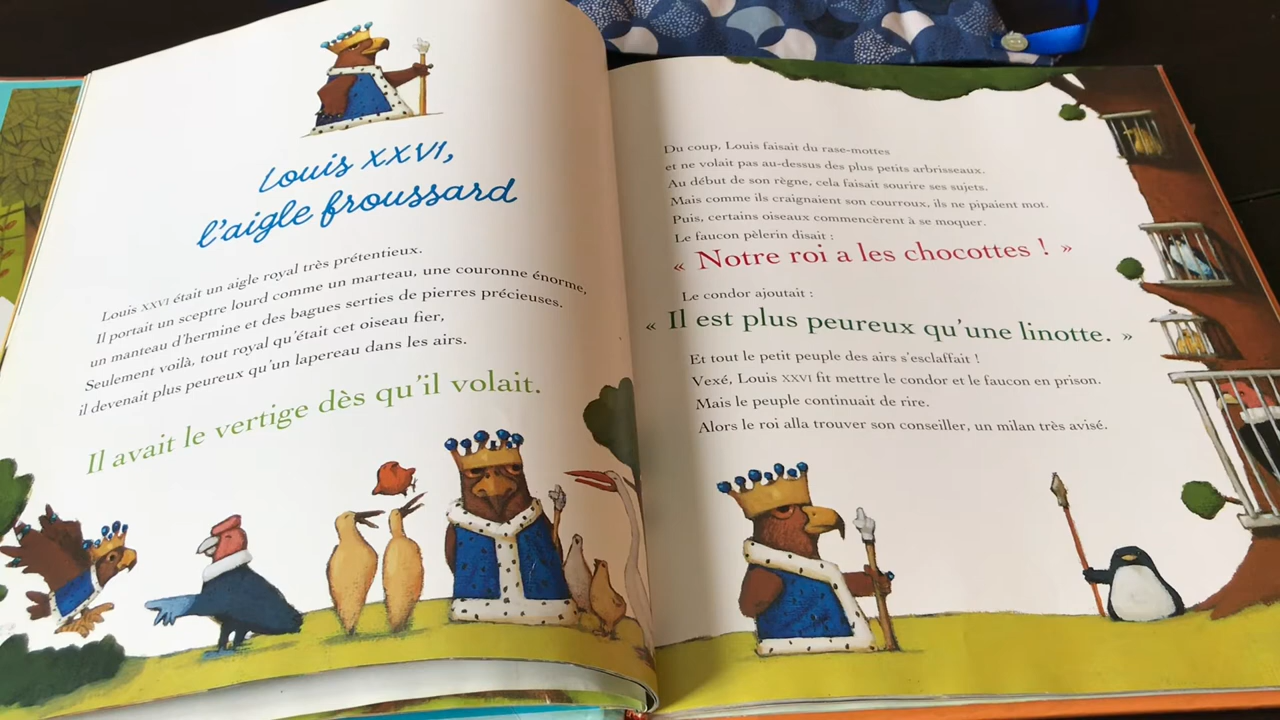 Louis XXVI,
l'aigle froussard
Louis XXVI était un aigle royal très prétentieux.
Il portait un sceptre lourd comme un marteau, une couronne énorme,
un manteau d'hermine et des bagues serties de pierres précieuses.
Seulement voilà, tout royal qu'était cet oiseau fier,
il devenait plus peureux qu'un lapereau dans les airs.
Il avait le vertige dès qu'il volait.
Du coup, Louis faisait du rase-mottes
et ne volait pas au-dessus des plus petits arbrisseaux.
Au début de son règne, cela faisait sourire ses sujets.
Mais comme ils craignaient son courroux, ils ne pipaient mot.
Puis, certains oiseaux commencèrent à se moquer.
Le faucon pèlerin disait :
« Notre roi a les chocottes ! »
Le condor ajoutait :
« Il est plus peureux qu'une linotte. »
Et tout le petit peuple des airs s'esclaffait !
Vexé, Louis XXVI fit mettre le condor et le faucon en prison.
Mais le peuple continuait de rire.
Alors le roi alla trouver son conseiller, un milan très avisé.